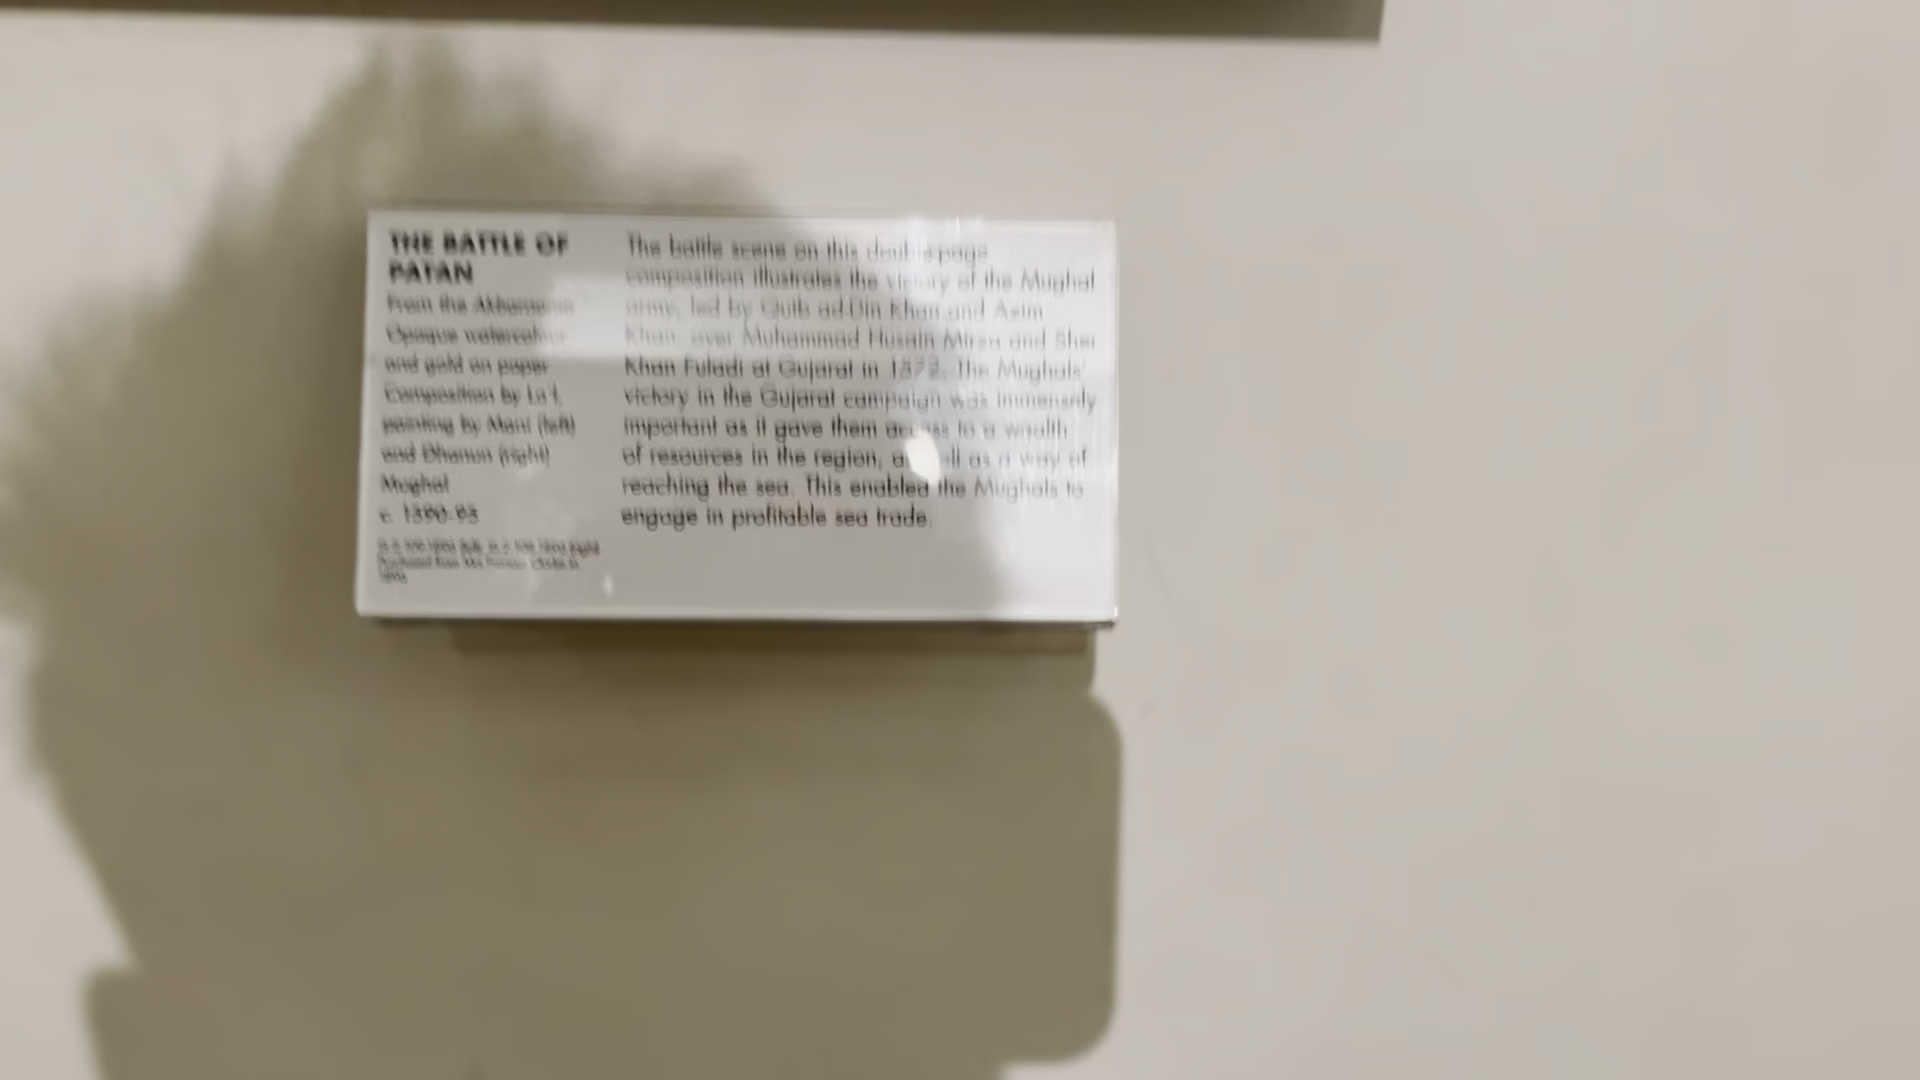 THE BATTLE OF
PATAN
From the Akbarnama
Opaque watercolour
and gold on paper
Composition by La'l,
painting by Mani (left)
and Dhanun (right)
Mughal
c. 1590-95
The battle scene on this double-page
composition illustrates the victory of the Mughal
army, led by Qutb ad-Din Khan and Azim
Khan, over Muhammad Husain Mirza and Sher
Khan Fuladi at Gujarat in 1572. The Mughals'
victory in the Gujarat campaign was immensely
important as it gave them access to a wealth
of resources in the region, as well as a way of
reaching the sea. This enabled the Mughals to
engage in profitable sea trade.